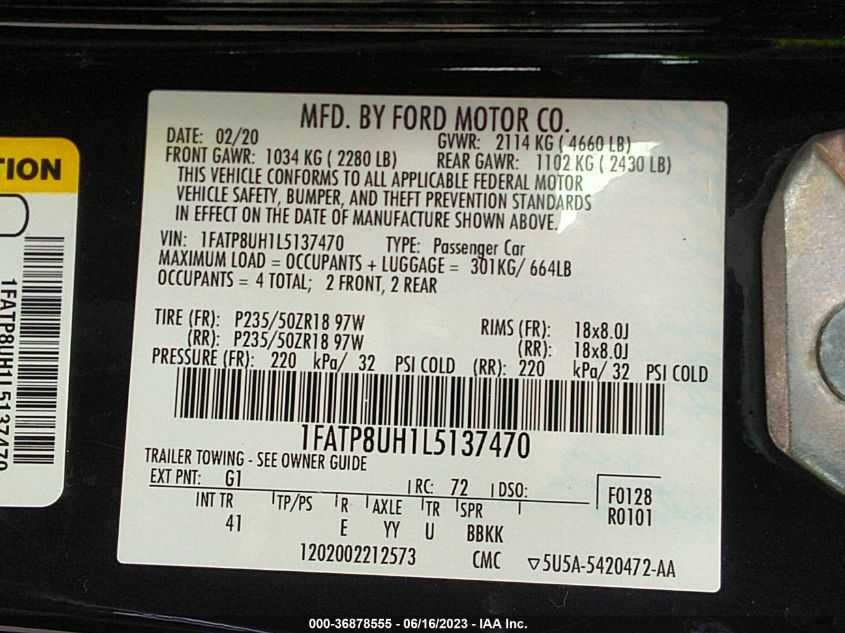 MFD. BY FORD MOTOR CO.
DATE: 02/20 GVWR: 2114 KG ( 4660 LB)
FRONT GAWR: 1034 KG ( 2280 LB) REAR GAWR: 1102 KG ( 2430 LB)
THIS VEHICLE CONFORMS TO ALL APPLICABLE FEDERAL MOTOR
VEHICLE SAFETY, BUMPER, AND THEFT PREVENTION STANDARDS
IN EFFECT ON THE DATE OF MANUFACTURE SHOWN ABOVE.
VIN: 1FATP8UH1L5137470 TYPE: Passenger Car
MAXIMUM LOAD = OCCUPANTS + LUGGAGE = 301KG/ 664LB
OCCUPANTS = 4 TOTAL; 2 FRONT, 2 REAR
TIRE (FR): P235/50ZR18 97W RIMS (FR): 18x8.0J
(RR): P235/50ZR18 97W (RR): 18x8.0J
PRESSURE (FR): 220 kPa/ 32 PSI COLD (RR): 220 kPa/ 32 PSI COLD
1FATP8UH1L5137470
TRAILER TOWING - SEE OWNER GUIDE
EXT PNT: G1 RC: 72 DSO: F0128
R0101
INT TR TP/PS R AXLE TR SPR
41 E YY U BBKK
1202002212573 CMC ▽5U5A-5420472-AA
TION
1FATP8UH1L5137470
000-36878555 - 06/16/2023 - IAA Inc.